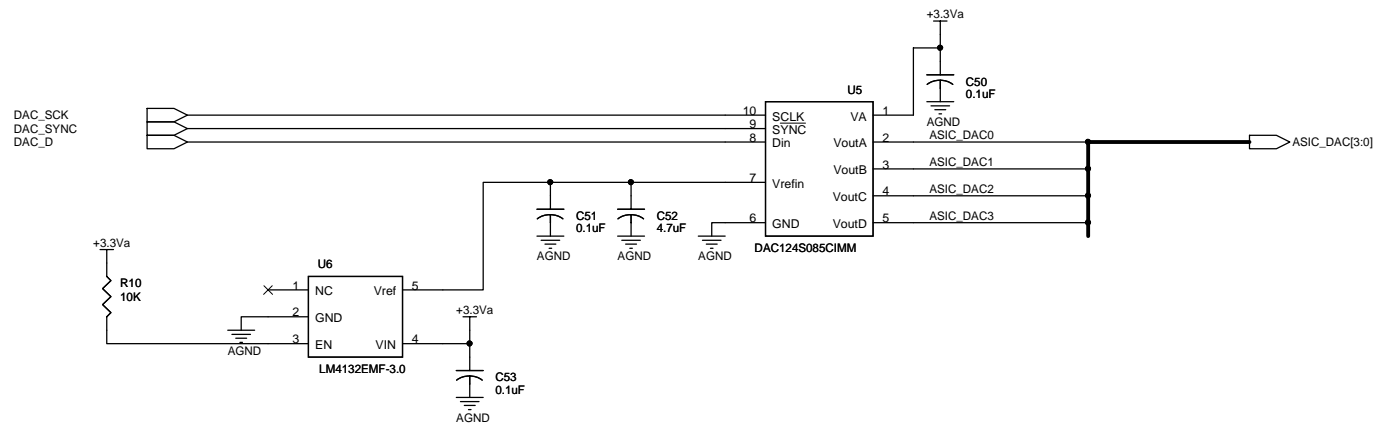 +3.3Va
C50
0.1uF
AGND
U5
DAC_SCK
DAC_SYNC
DAC_D
10 SCLK
9 SYNC
8 Din
7 Vrefin
6 GND
VA 1
VoutA 2
VoutB 3
VoutC 4
VoutD 5
DAC124S085CIMM
ASIC_DAC0
ASIC_DAC1
ASIC_DAC2
ASIC_DAC3
ASIC_DAC[3:0]
C51
0.1uF
AGND
C52
4.7uF
AGND
AGND
+3.3Va
R10
10K
AGND
U6
1 NC
2 GND
3 EN
Vref 5
VIN 4
LM4132EMF-3.0
+3.3Va
C53
0.1uF
AGND